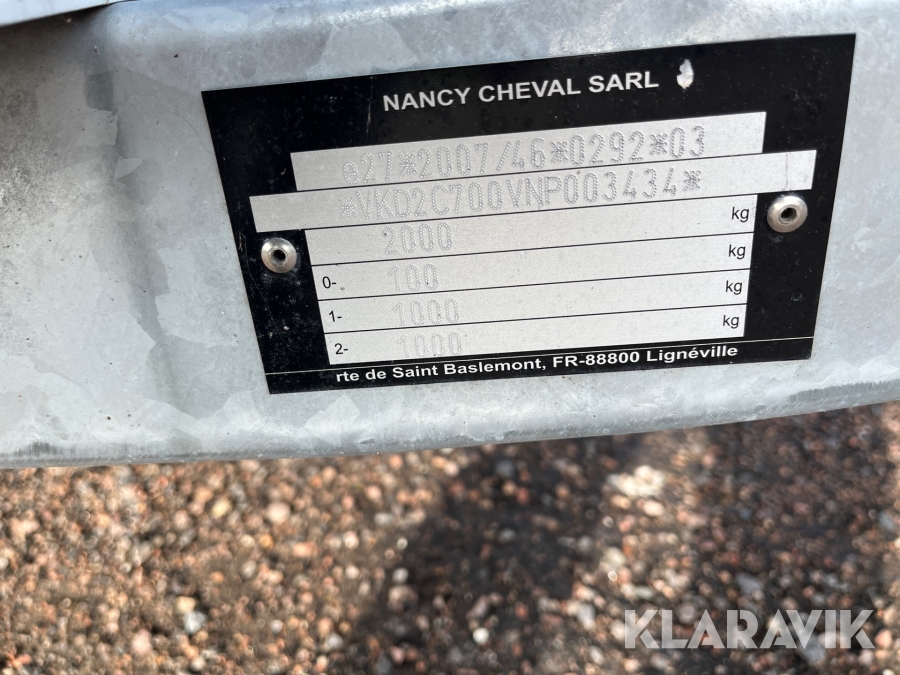 NANCY CHEVAL SARL
e27*2007/46*0292*03
*VKD2C700VNP003434*
2000 kg
0- 100 kg
1- 1000 kg
2- 1000 kg
rte de Saint Baslemont, FR-88800 Lignéville
KLARAVIK